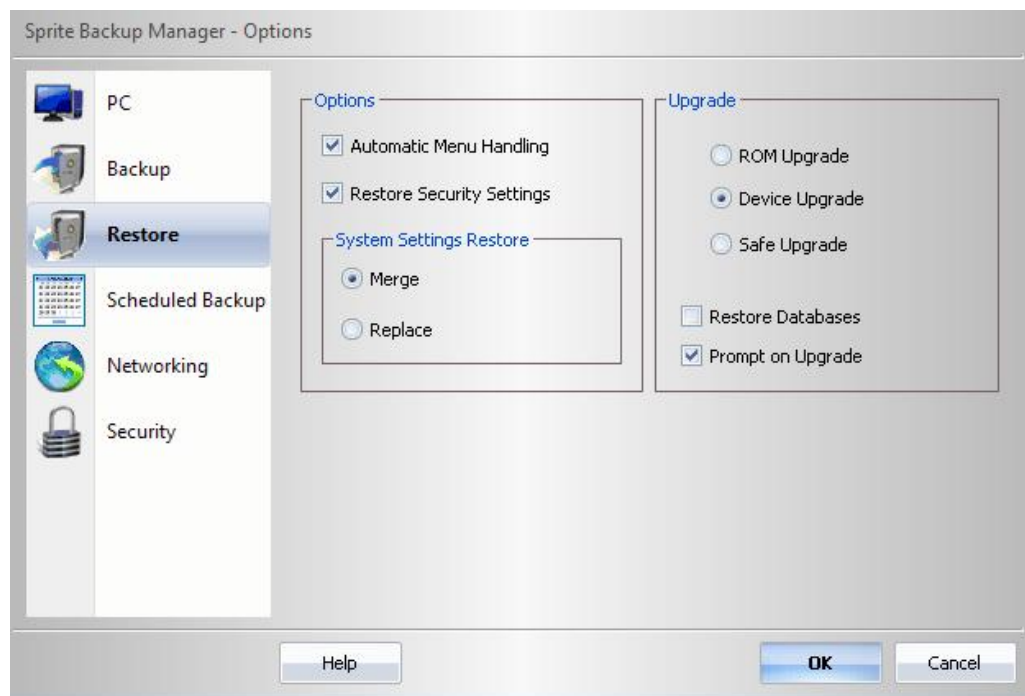 Sprite Backup Manager - Options
PC
Backup
Restore
Scheduled Backup
Networking
Security
Options
Automatic Menu Handling
Restore Security Settings
System Settings Restore
Merge
Replace
Upgrade
ROM Upgrade
Device Upgrade
Safe Upgrade
Restore Databases
Prompt on Upgrade
Help
OK
Cancel